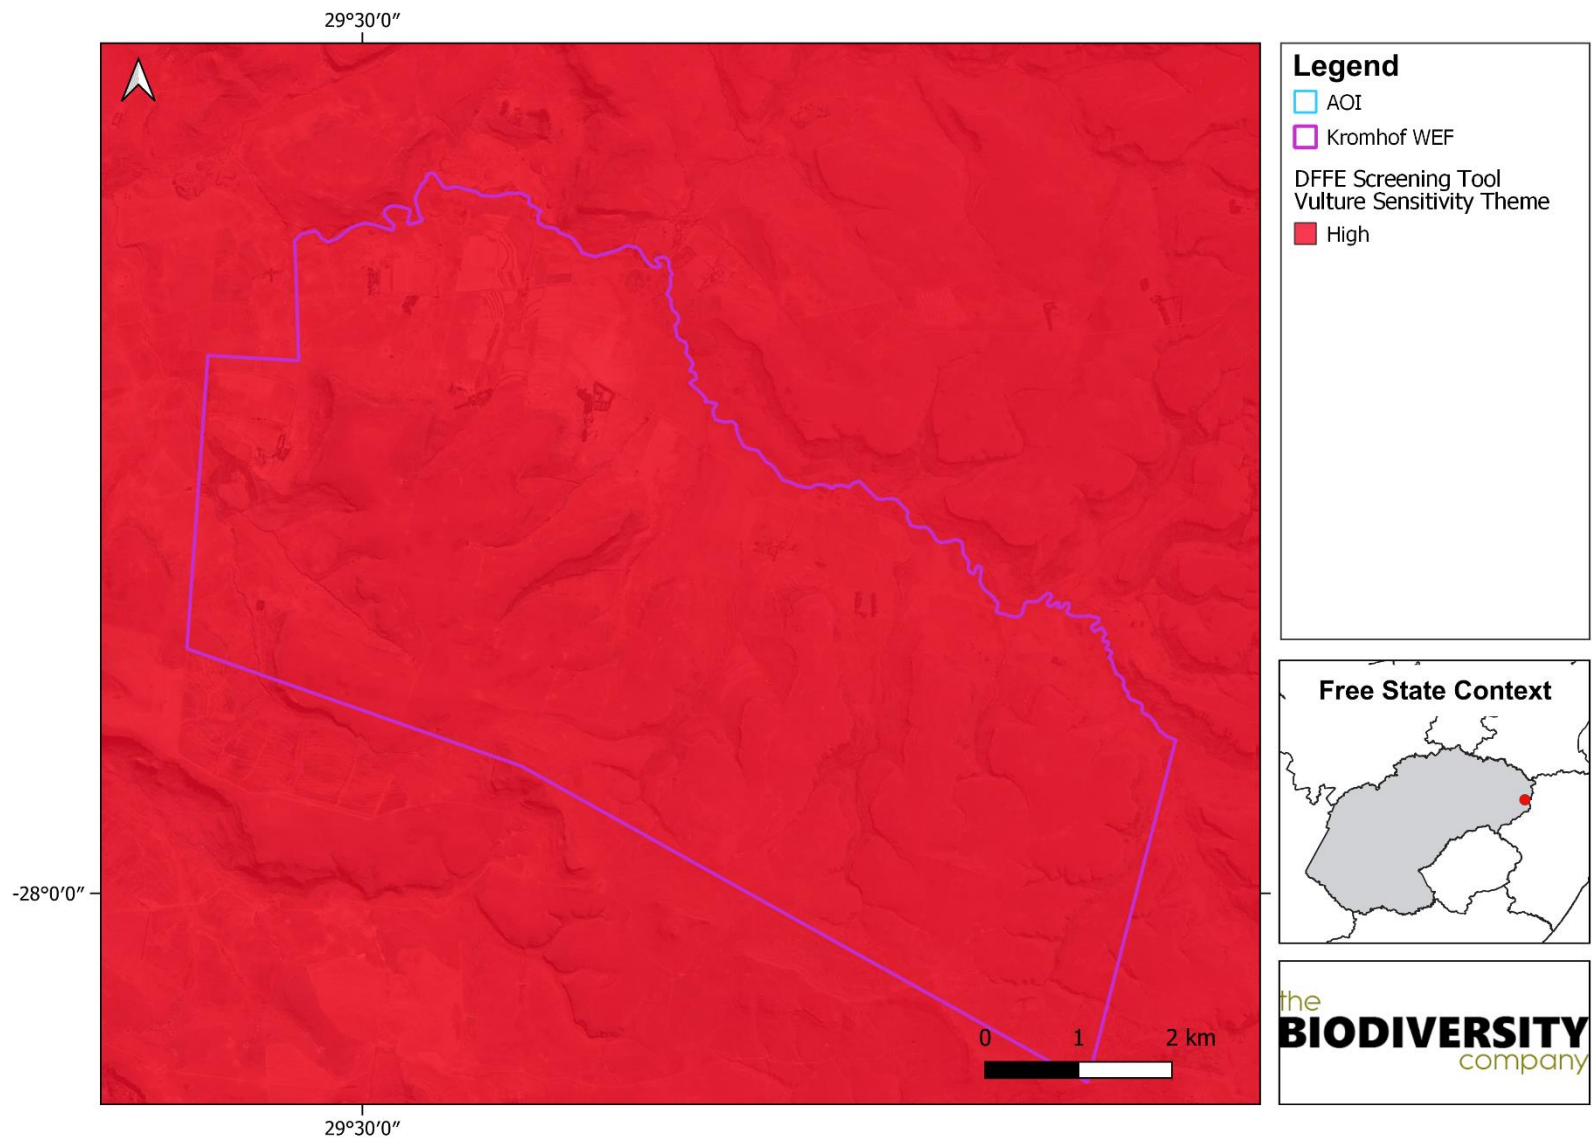 29°30′0″
Legend
AOI
Kromhof WEF
DFFE Screening Tool
Vulture Sensitivity Theme
High
Free State Context
-28°0′0″
0 1 2 km
the
BIODIVERSITY
company
29°30′0″